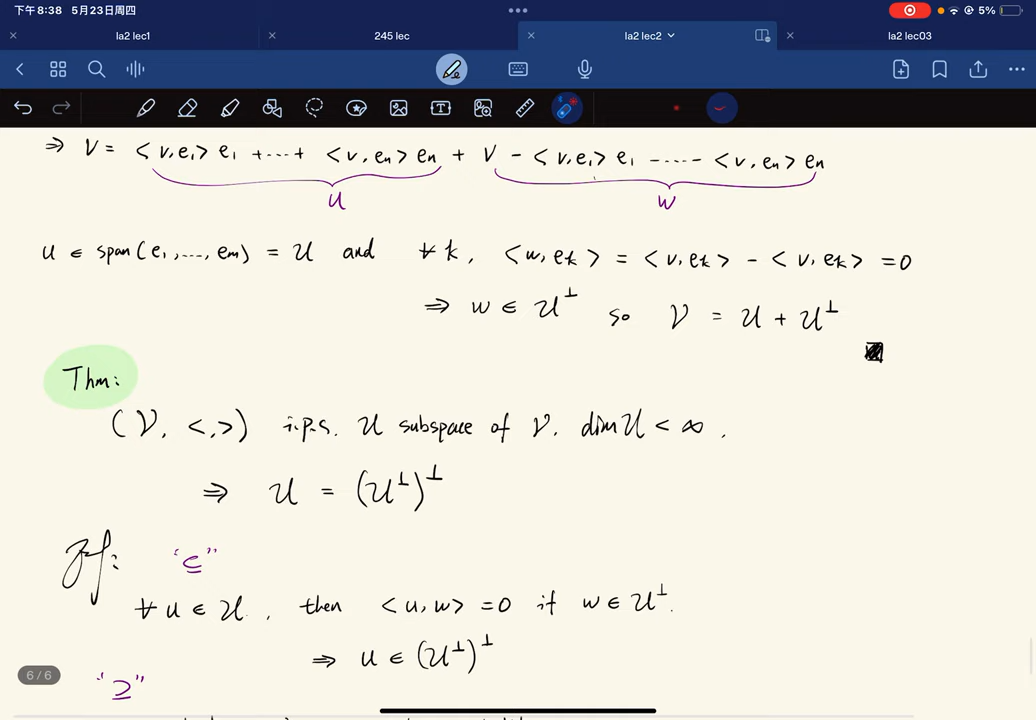 下午8:38 5月23日周四 5%
la2 lec1 245 lec la2 lec2 la2 lec03
⇒ V = <v,e₁> e₁ +····+ <v,en> en + V - <v,e₁> e₁ ----- <v,en> en
u w
u ∈ span(e₁,...,em) = U and ∀k, <w,ek> = <v,ek> - <v,ek> = 0
⇒ w ∈ U⊥ so V = U + U⊥
Thm:
(V, <,>) i.p.s. U subspace of V. dim U < ∞.
⇒ U = (U⊥)⊥
Pf: "⊆"
∀ u ∈ U, then <u,w> = 0 if w ∈ U⊥.
⇒ u ∈ (U⊥)⊥
6/6
"⊇"